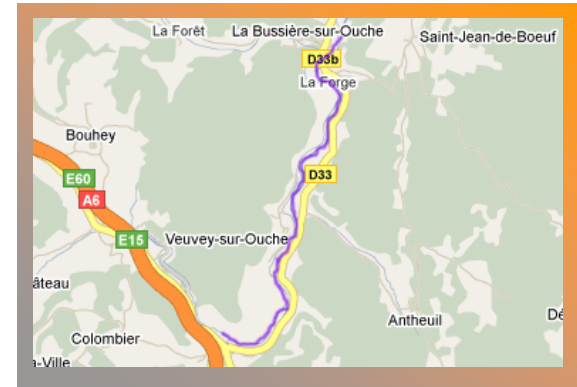 La Forêt
La Bussière-sur-Ouche
Saint-Jean-de-Boeuf
D33b
La Forge
Bouhey
E60
A6
D33
E15
Veuvey-sur-Ouche
âteau
Antheuil
Dé
Colombier
a-Ville